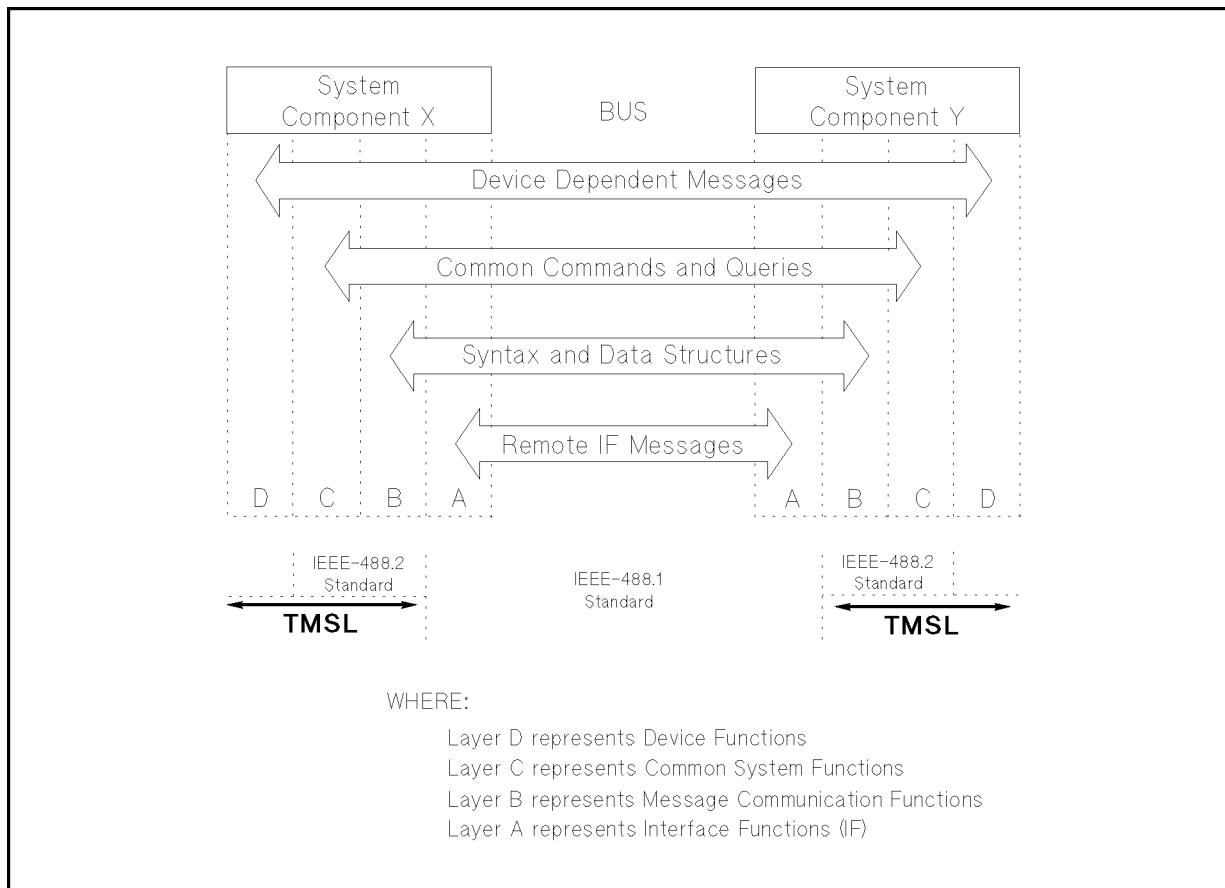 System
Component X
BUS
System
Component Y
Device Dependent Messages
Common Commands and Queries
Syntax and Data Structures
Remote IF Messages
D C B A
A B C D
IEEE-488.2
Standard
IEEE-488.1
Standard
IEEE-488.2
Standard
TMSL
TMSL
WHERE:
Layer D represents Device Functions
Layer C represents Common System Functions
Layer B represents Message Communication Functions
Layer A represents Interface Functions (IF)